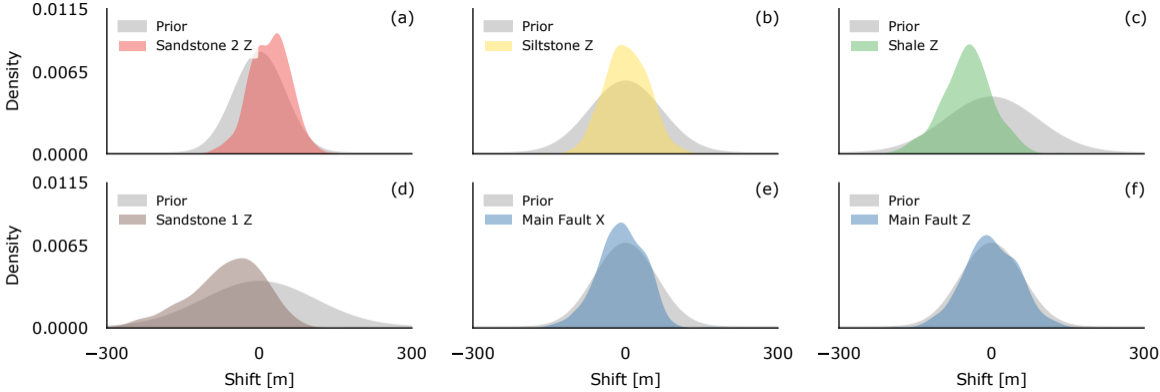 0.0115
0.0065
0.0000
Density
Prior
Sandstone 2 Z
(a)
Prior
Siltstone Z
(b)
Prior
Shale Z
(c)
0.0115
0.0065
0.0000
Density
Prior
Sandstone 1 Z
(d)
Prior
Main Fault X
(e)
Prior
Main Fault Z
(f)
−300 0 300
Shift [m]
−300 0 300
Shift [m]
−300 0 300
Shift [m]